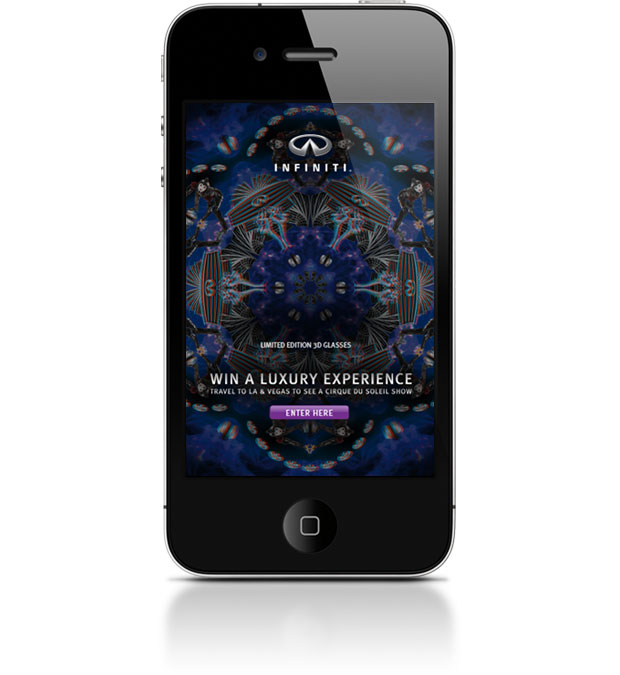 INFINITI.
LIMITED EDITION 3D GLASSES
WIN A LUXURY EXPERIENCE
TRAVEL TO LA & VEGAS TO SEE A CIRQUE DU SOLEIL SHOW
ENTER HERE